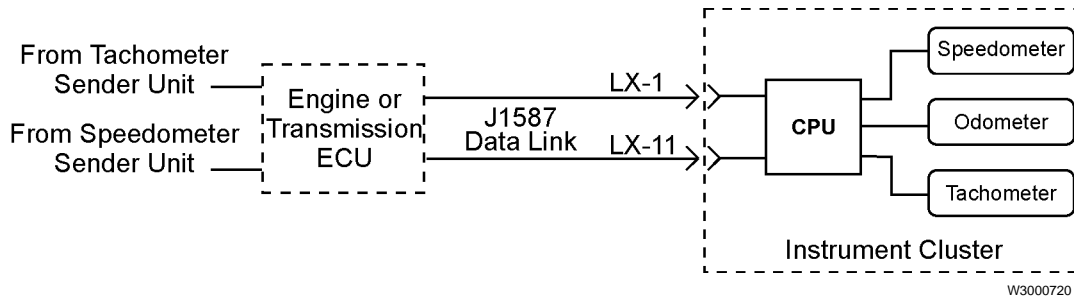 From Tachometer
Sender Unit
From Speedometer
Sender Unit
Engine or
Transmission
ECU
LX-1
J1587
Data Link
LX-11
CPU
Speedometer
Odometer
Tachometer
Instrument Cluster
W3000720